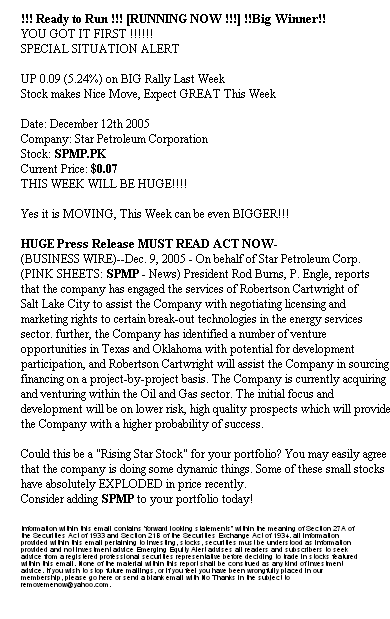 !!! Ready to Run !!! [RUNNING NOW !!!] !!Big Winner!!
YOU GOT IT FIRST !!!!!!
SPECIAL SITUATION ALERT
UP 0.09 (5.24%) on BIG Rally Last Week
Stock makes Nice Move, Expect GREAT This Week
Date: December 12th 2005
Company: Star Petroleum Corporation
Stock: SPMP.PK
Current Price: $0.07
THIS WEEK WILL BE HUGE!!!!
Yes it is MOVING, This Week can be even BIGGER!!!
HUGE Press Release MUST READ ACT NOW-
(BUSINESS WIRE)--Dec. 9, 2005 - On behalf of Star Petroleum Corp.
(PINK SHEETS: SPMP - News) President Rod Burns, P. Engle, reports
that the company has engaged the services of Robertson Cartwright of
Salt Lake City to assist the Company with negotiating licensing and
marketing rights to certain break-out technologies in the energy services
sector. further, the Company has identified a number of venture
opportunities in Texas and Oklahoma with potential for development
participation, and Robertson Cartwright will assist the Company in sourcing
financing on a project-by-project basis. The Company is currently acquiring
and venturing within the Oil and Gas sector. The initial focus and
development will be on lower risk, high quality prospects which will provide
the Company with a higher probability of success.
Could this be a "Rising Star Stock" for your portfolio? You may easily agree
that the company is doing some dynamic things. Some of these small stocks
have absolutely EXPLODED in price recently.
Consider adding SPMP to your portfolio today!
Information within this email contains "forward looking statements" within the meaning of Section 27A of
the Securities Act of 1933 and Section 21B of the Securities Exchange Act of 1934. all information
provided within this email pertaining to investing, stocks, securities must be understood as information
provided and not investment advice. Emerging Equity Alert advises all readers and subscribers to seek
advice from a registered professional securities representative before deciding to trade in stocks featured
within this email. None of the material within this report shall be construed as any kind of investment
advice. If you wish to stop future mailings, or if you feel you have been wrongfully placed in our
membership, please go here or send a blank email with No Thanks in the subject to
removemenow@yahoo.com.